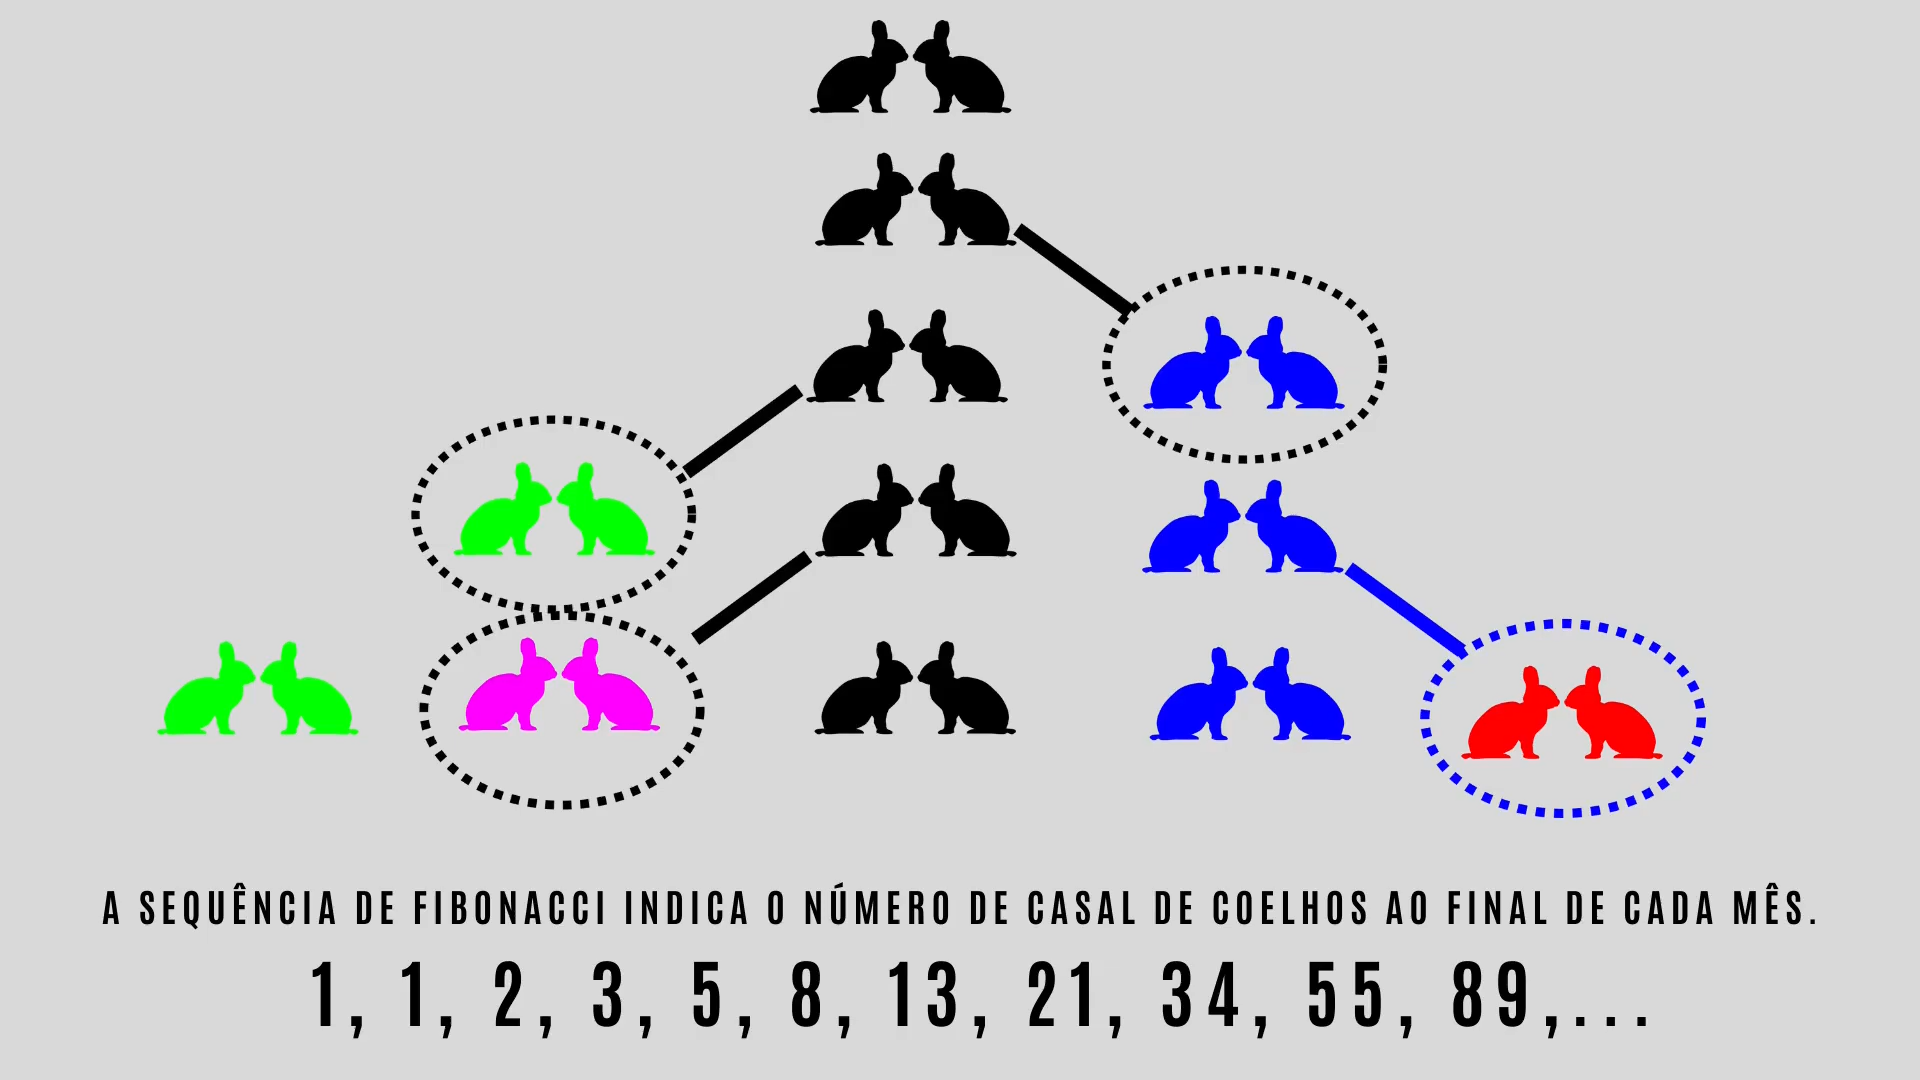 A SEQUÊNCIA DE FIBONACCI INDICA O NÚMERO DE CASAL DE COELHOS AO FINAL DE CADA MÊS.
1, 1, 2, 3, 5, 8, 13, 21, 34, 55, 89,...